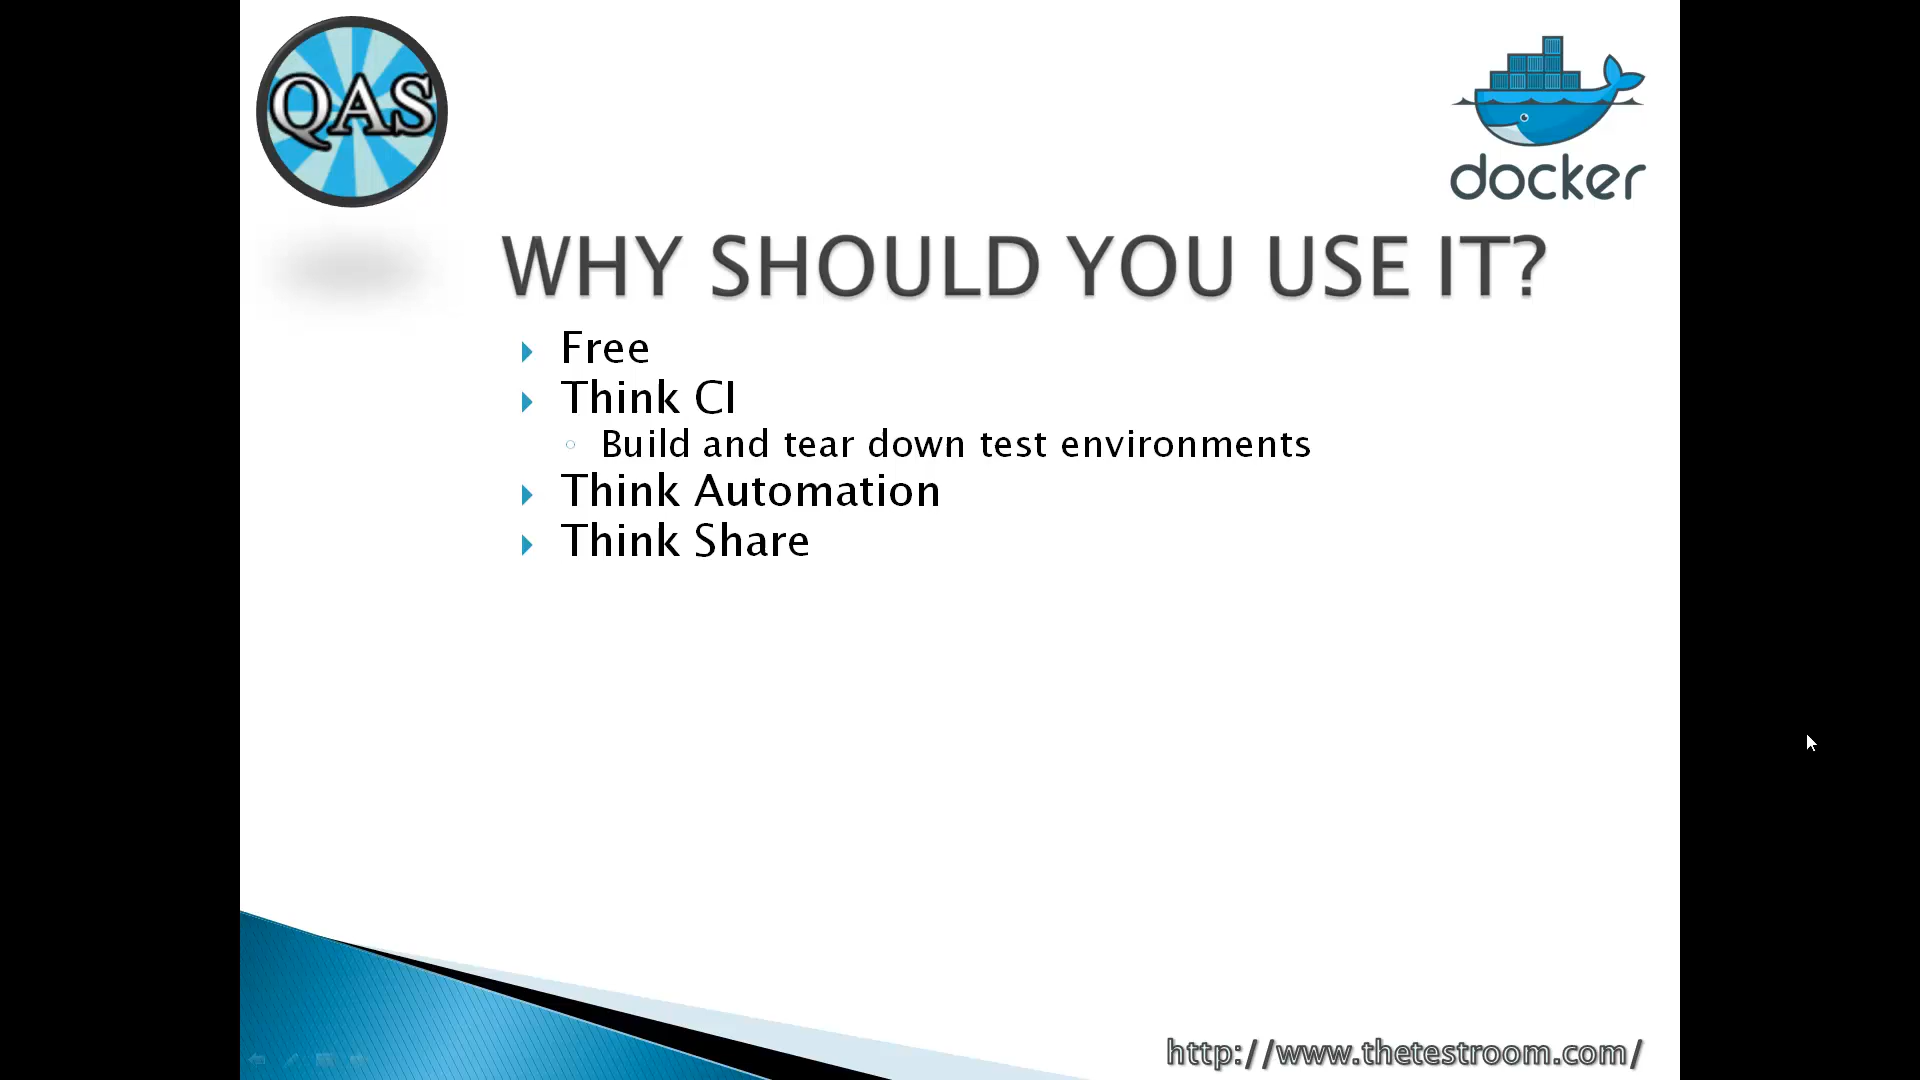 QAS
docker
WHY SHOULD YOU USE IT?
Free
Think CI
Build and tear down test environments
Think Automation
Think Share
http://www.thetestroom.com/